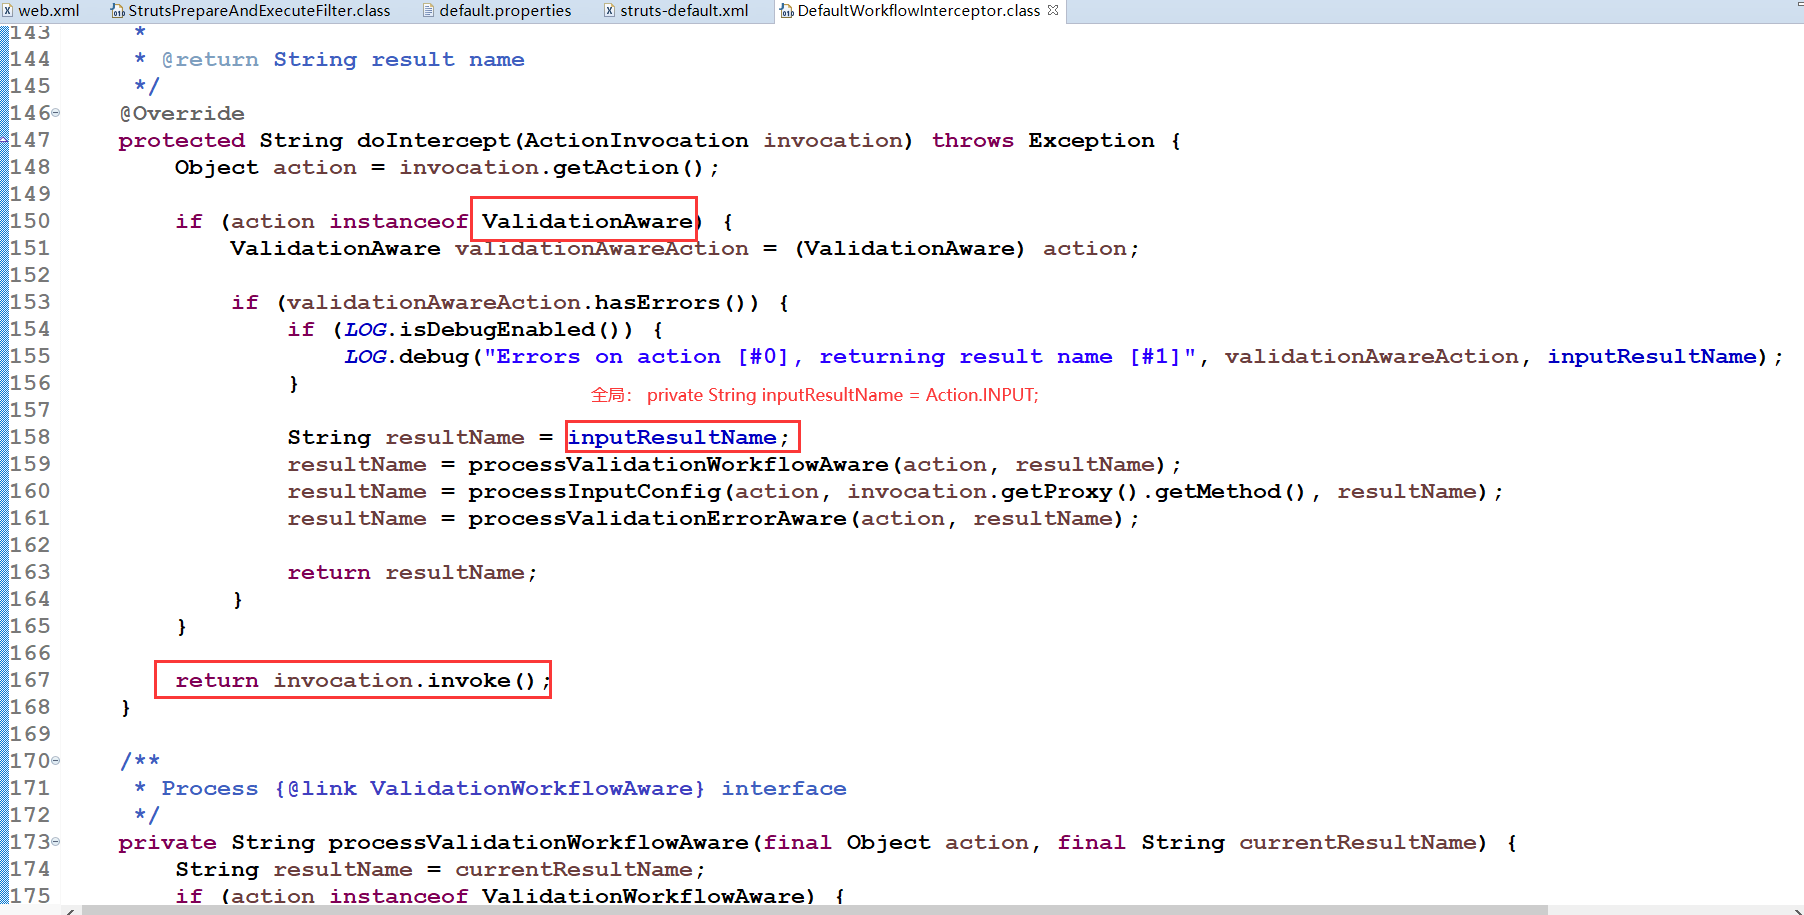 web.xml StrutsPrepareAndExecuteFilter.class default.properties struts-default.xml DefaultWorkflowInterceptor.class
143 *
144 * @return String result name
145 */
146 @Override
147 protected String doIntercept(ActionInvocation invocation) throws Exception {
148 Object action = invocation.getAction();
149
150 if (action instanceof ValidationAware) {
151 ValidationAware validationAwareAction = (ValidationAware) action;
152
153 if (validationAwareAction.hasErrors()) {
154 if (LOG.isDebugEnabled()) {
155 LOG.debug("Errors on action [#0], returning result name [#1]", validationAwareAction, inputResultName);
156 }
全局： private String inputResultName = Action.INPUT;
157
158 String resultName = inputResultName;
159 resultName = processValidationWorkflowAware(action, resultName);
160 resultName = processInputConfig(action, invocation.getProxy().getMethod(), resultName);
161 resultName = processValidationErrorAware(action, resultName);
162
163 return resultName;
164 }
165 }
166
167 return invocation.invoke();
168 }
169
170 /**
171 * Process {@link ValidationWorkflowAware} interface
172 */
173 private String processValidationWorkflowAware(final Object action, final String currentResultName) {
174 String resultName = currentResultName;
175 if (action instanceof ValidationWorkflowAware) {